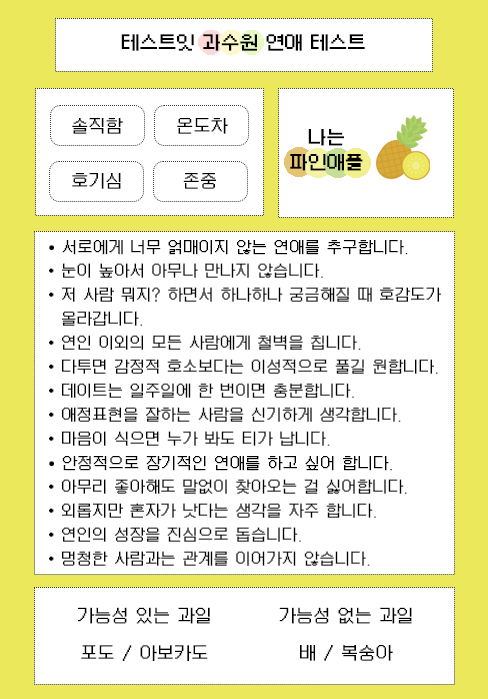 테스트잇 과수원 연애 테스트
솔직함
온도차
호기심
존중
나는
파인애플
• 서로에게 너무 얽매이지 않는 연애를 추구합니다.
• 눈이 높아서 아무나 만나지 않습니다.
• 저 사람 뭐지? 하면서 하나하나 궁금해질 때 호감도가
올라갑니다.
• 연인 이외의 모든 사람에게 철벽을 칩니다.
• 다투면 감정적 호소보다는 이성적으로 풀길 원합니다.
• 데이트는 일주일에 한 번이면 충분합니다.
• 애정표현을 잘하는 사람을 신기하게 생각합니다.
• 마음이 식으면 누가 봐도 티가 납니다.
• 안정적으로 장기적인 연애를 하고 싶어 합니다.
• 아무리 좋아해도 말없이 찾아오는 걸 싫어합니다.
• 외롭지만 혼자가 낫다는 생각을 자주 합니다.
• 연인의 성장을 진심으로 돕습니다.
• 멍청한 사람과는 관계를 이어가지 않습니다.
가능성 있는 과일
가능성 없는 과일
포도 / 아보카도
배 / 복숭아